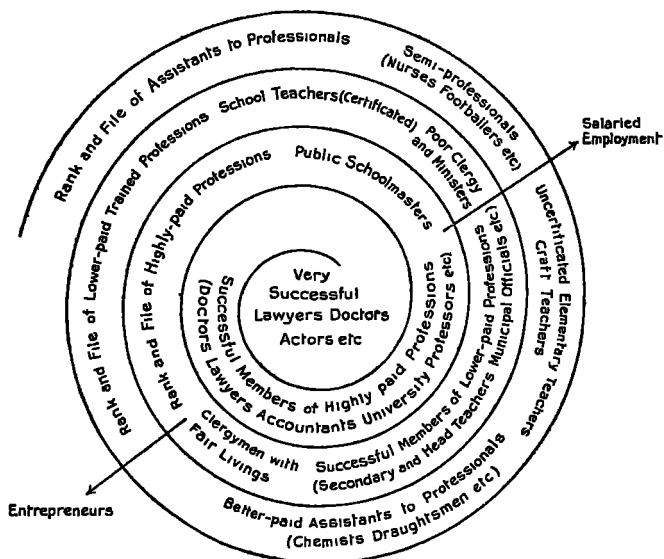 Very
Successful
Lawyers Doctors
Actors etc
Successful Members of Highly paid Professions
(Doctors Lawyers Accountants University Professors etc)
Public Schoolmasters
Rank and File of Highly-paid Professions
Clergymen with
Fair Livings
Successful Members of Lower-paid Professions
(Secondary and Head Teachers Municipal Officials etc)
Poor Clergy
and Ministers
School Teachers (Certificated)
Rank and File of Lower-paid Trained Professions
Better-paid Assistants to Professionals
(Chemists Draughtsmen etc)
Uncertificated Elementary Teachers
Craft Teachers
Semi-professionals
(Nurses Footballers etc)
Rank and File of Assistants to Professionals
Salaried
Employment
Entrepreneurs